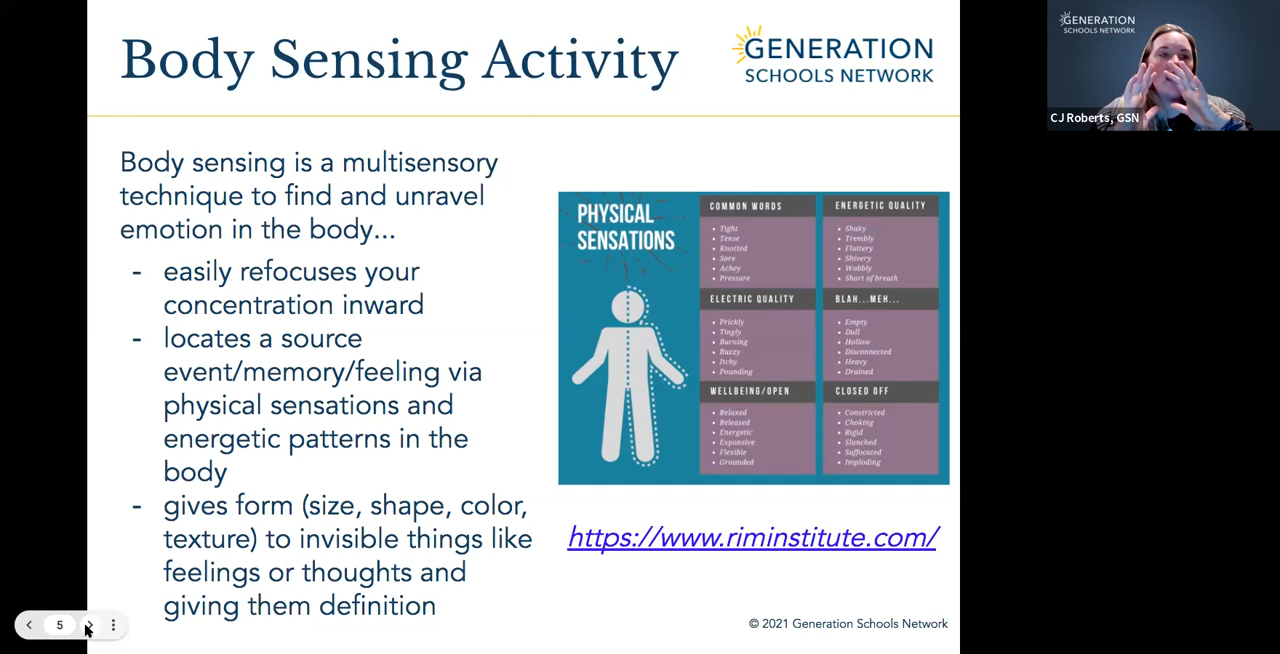 Body Sensing Activity
GENERATION
SCHOOLS NETWORK
Body sensing is a multisensory
technique to find and unravel
emotion in the body...
- easily refocuses your
concentration inward
- locates a source
event/memory/feeling via
physical sensations and
energetic patterns in the
body
- gives form (size, shape, color,
texture) to invisible things like
feelings or thoughts and
giving them definition
PHYSICAL
SENSATIONS
COMMON WORDS
• Tight
• Tense
• Knotted
• Sore
• Achey
• Pressure
ENERGETIC QUALITY
• Shaky
• Trembly
• Fluttery
• Shivery
• Wobbly
• Short of breath
ELECTRIC QUALITY
• Prickly
• Tingly
• Burning
• Buzzy
• Itchy
• Pounding
BLAH...MEH...
• Empty
• Dull
• Hollow
• Disconnected
• Heavy
• Drained
WELLBEING/OPEN
• Relaxed
• Released
• Energetic
• Expansive
• Flexible
• Grounded
CLOSED OFF
• Constricted
• Choking
• Rigid
• Slunched
• Suffocated
• Imploding
https://www.riminstitute.com/
© 2021 Generation Schools Network
5
GENERATION
SCHOOLS NETWORK
CJ Roberts, GSN